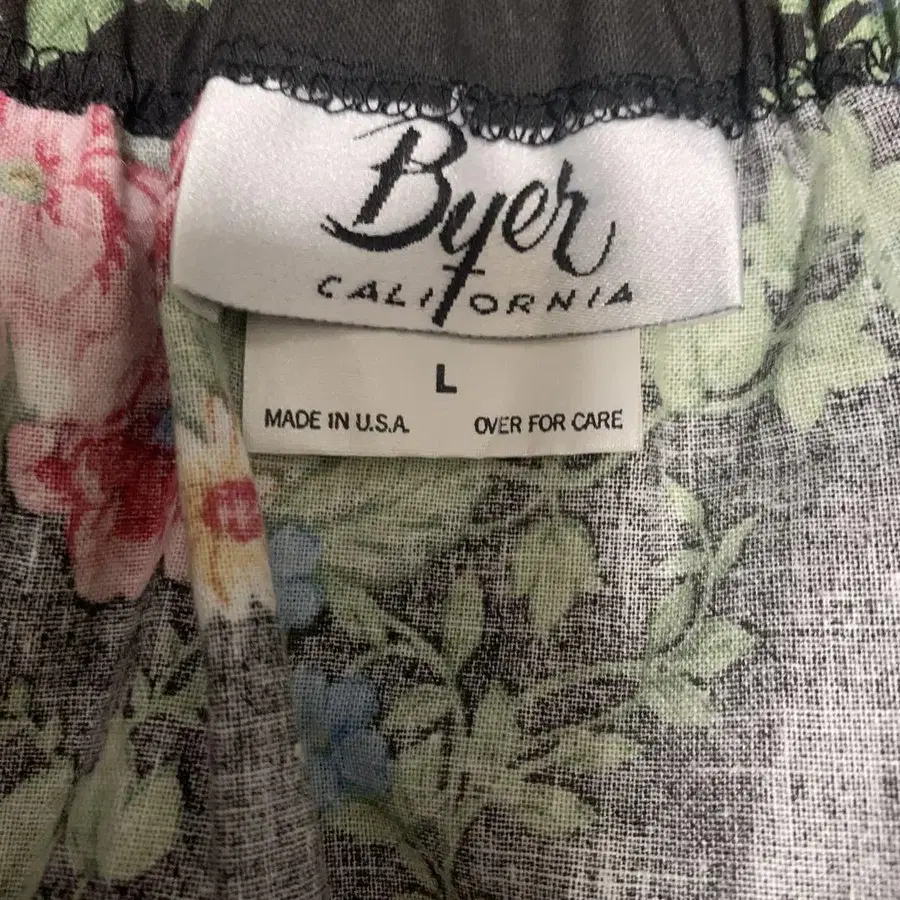 Byer
CALIFORNIA
L
MADE IN U.S.A. OVER FOR CARE